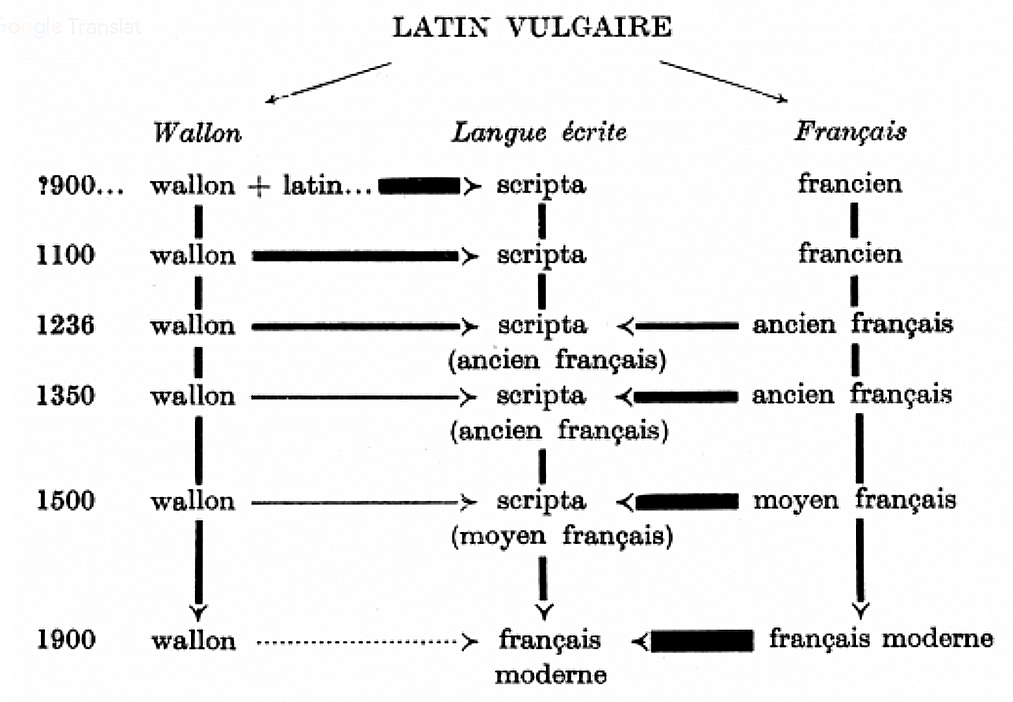 Google Translat
LATIN VULGAIRE
Wallon Langue écrite Français
?900... wallon + latin... scripta francien
1100 wallon scripta francien
1236 wallon scripta ancien français
(ancien français)
1350 wallon scripta ancien français
(ancien français)
1500 wallon scripta moyen français
(moyen français)
1900 wallon français français moderne
moderne